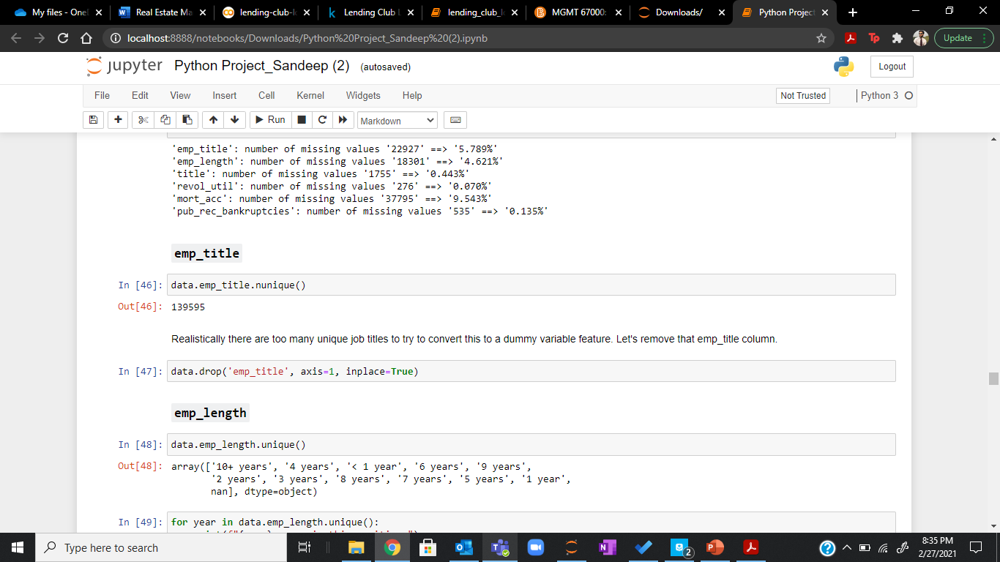 My files - OneD
Real Estate Ma
lending-club-lo
Lending Club L
lending_club_lo
MGMT 67000:
Downloads/
Python Project
localhost:8888/notebooks/Downloads/Python%20Project_Sandeep%20(2).ipynb
Update
jupyter Python Project_Sandeep (2) (autosaved)
Logout
File Edit View Insert Cell Kernel Widgets Help
Not Trusted
Python 3
Run
Markdown
'emp_title': number of missing values '22927' ==> '5.789%'
'emp_length': number of missing values '18301' ==> '4.621%'
'title': number of missing values '1755' ==> '0.443%'
'revol_util': number of missing values '276' ==> '0.070%'
'mort_acc': number of missing values '37795' ==> '9.543%'
'pub_rec_bankruptcies': number of missing values '535' ==> '0.135%'
emp_title
In [46]: data.emp_title.nunique()
Out[46]: 139595
Realistically there are too many unique job titles to try to convert this to a dummy variable feature. Let's remove that emp_title column.
In [47]: data.drop('emp_title', axis=1, inplace=True)
emp_length
In [48]: data.emp_length.unique()
Out[48]: array(['10+ years', '4 years', '< 1 year', '6 years', '9 years',
'2 years', '3 years', '8 years', '7 years', '5 years', '1 year',
nan], dtype=object)
In [49]: for year in data.emp_length.unique():
Type here to search
2
8:35 PM
2/27/2021